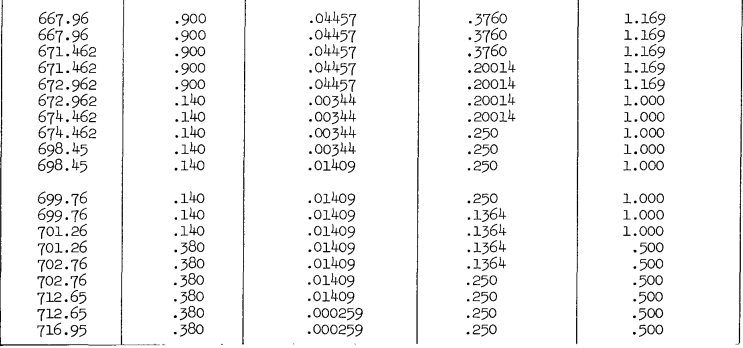 667.96 .900 .04457 .3760 1.169
667.96 .900 .04457 .3760 1.169
671.462 .900 .04457 .3760 1.169
671.462 .900 .04457 .20014 1.169
672.962 .900 .04457 .20014 1.169
672.962 .140 .00344 .20014 1.000
674.462 .140 .00344 .20014 1.000
674.462 .140 .00344 .250 1.000
698.45 .140 .00344 .250 1.000
698.45 .140 .01409 .250 1.000
699.76 .140 .01409 .250 1.000
699.76 .140 .01409 .1364 1.000
701.26 .140 .01409 .1364 1.000
701.26 .380 .01409 .1364 .500
702.76 .380 .01409 .1364 .500
702.76 .380 .01409 .250 .500
712.65 .380 .01409 .250 .500
712.65 .380 .000259 .250 .500
716.95 .380 .000259 .250 .500